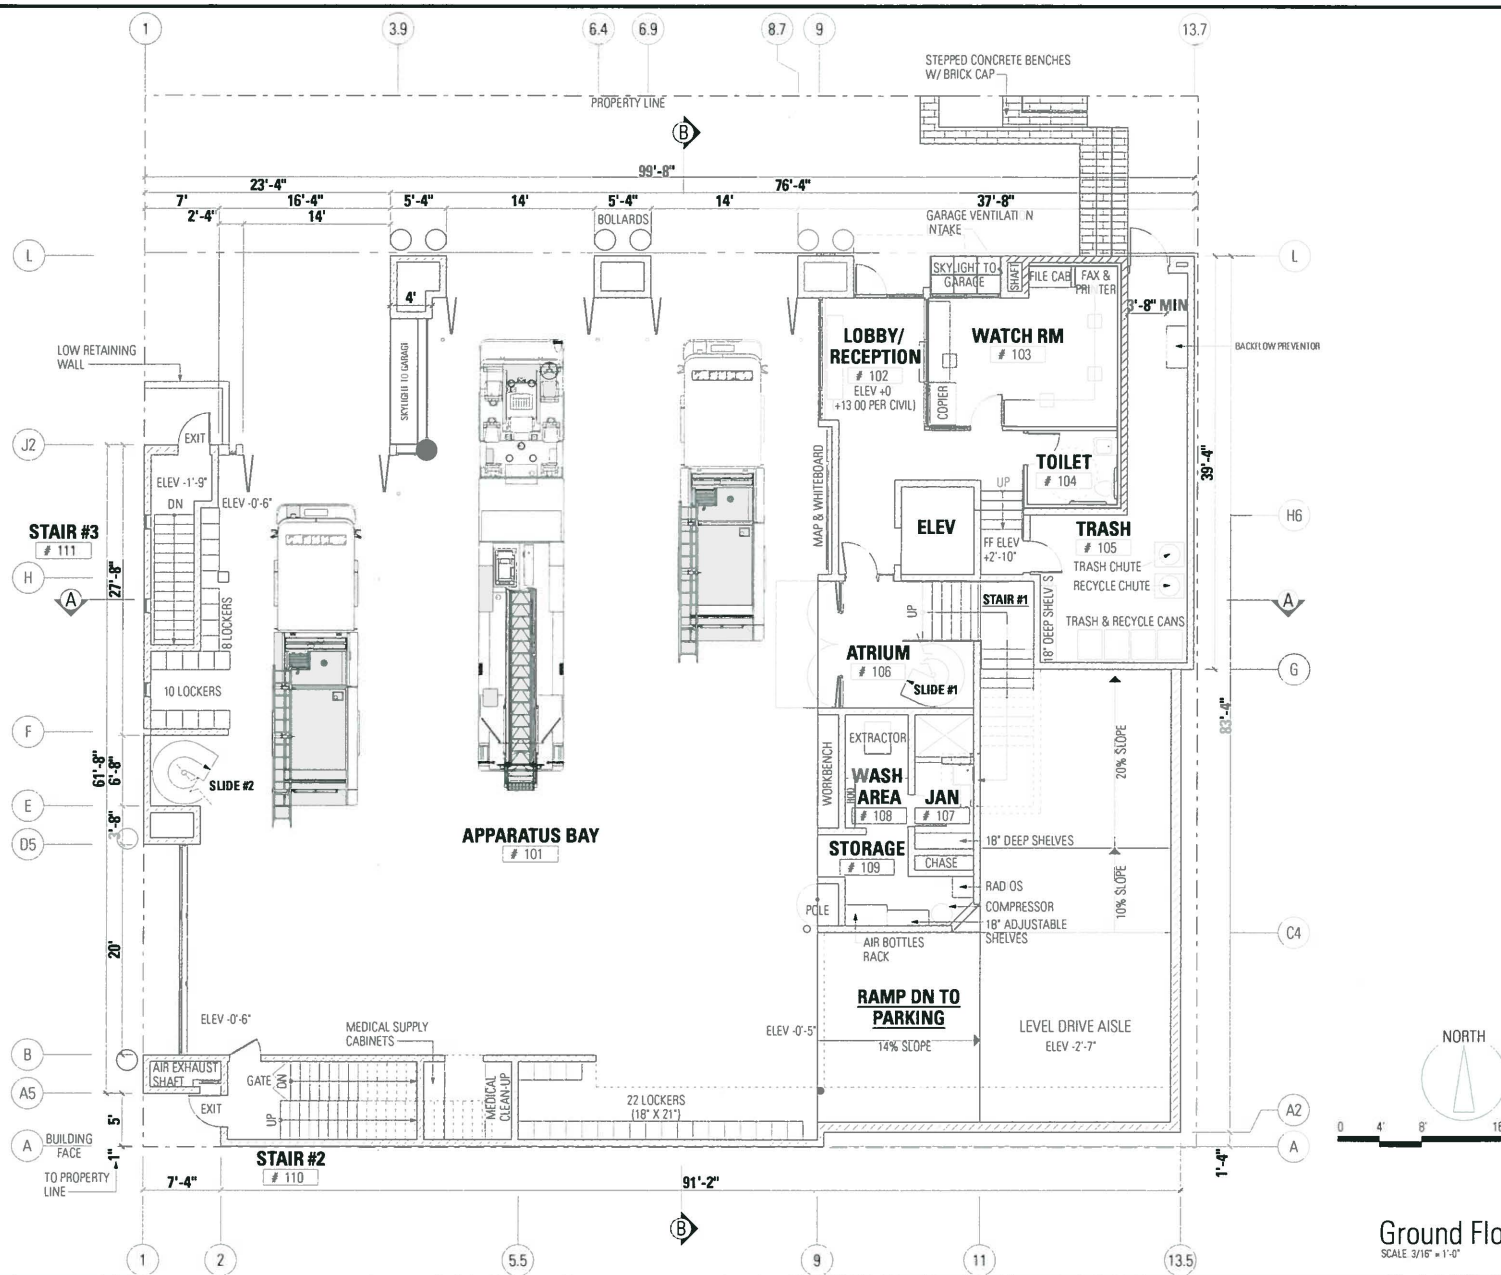 1
3.9
6.4
6.9
8.7
9
13.7
STEPPED CONCRETE BENCHES
W/ BRICK CAP
PROPERTY LINE
B
99'-8"
23'-4"
76'-4"
7'
16'-4"
5'-4"
14'
5'-4"
14'
37'-8"
2'-4"
14'
BOLLARDS
GARAGE VENTILATI N
NTAKE
L
L
SKYLIGHT TO
GARAGE
SHAFT
FILE CAB
FAX &
PRI TER
4'
3'-8" MIN
LOW RETAINING
WALL
SKYLIGHT TO GARAGE
LOBBY/
RECEPTION
# 102
ELEV +0
+13 00 PER CIVIL)
WATCH RM
# 103
BACKFLOW PREVENTOR
COPIER
J2
EXIT
ELEV -1'-9"
DN
ELEV -0'-6"
MAP & WHITEBOARD
TOILET
# 104
39'-4"
UP
STAIR #3
# 111
ELEV
FF ELEV
+2'-10"
TRASH
# 105
TRASH CHUTE
RECYCLE CHUTE
H6
H
A
27'-8"
8 LOCKERS
UP
STAIR #1
18" DEEP SHELV S
TRASH & RECYCLE CANS
A
10 LOCKERS
ATRIUM
# 106
SLIDE #1
G
F
83'-4"
EXTRACTOR
20% SLOPE
61'-8"
6'-8"
SLIDE #2
WORKBENCH
WASH
AREA
# 108
JAN
# 107
E
3'-8"
D5
APPARATUS BAY
# 101
STORAGE
# 109
18" DEEP SHELVES
CHASE
10% SLOPE
RAD OS
COMPRESSOR
18" ADJUSTABLE
SHELVES
POLE
AIR BOTTLES
RACK
C4
20'
RAMP DN TO
PARKING
14% SLOPE
LEVEL DRIVE AISLE
ELEV -2'-7"
ELEV -0'-6"
MEDICAL SUPPLY
CABINETS
ELEV -0'-5"
NORTH
B
AIR EXHAUST
SHAFT
GATE
DN
MEDICAL
CLEAN-UP
A5
EXIT
UP
22 LOCKERS
(18" X 21")
A2
5'
0 4' 8' 16
A
BUILDING
FACE
1"
A
TO PROPERTY
LINE
STAIR #2
# 110
1'-4"
7'-4"
91'-2"
B
1
2
5.5
9
11
13.5
Ground Flo
SCALE 3/16" = 1'-0"